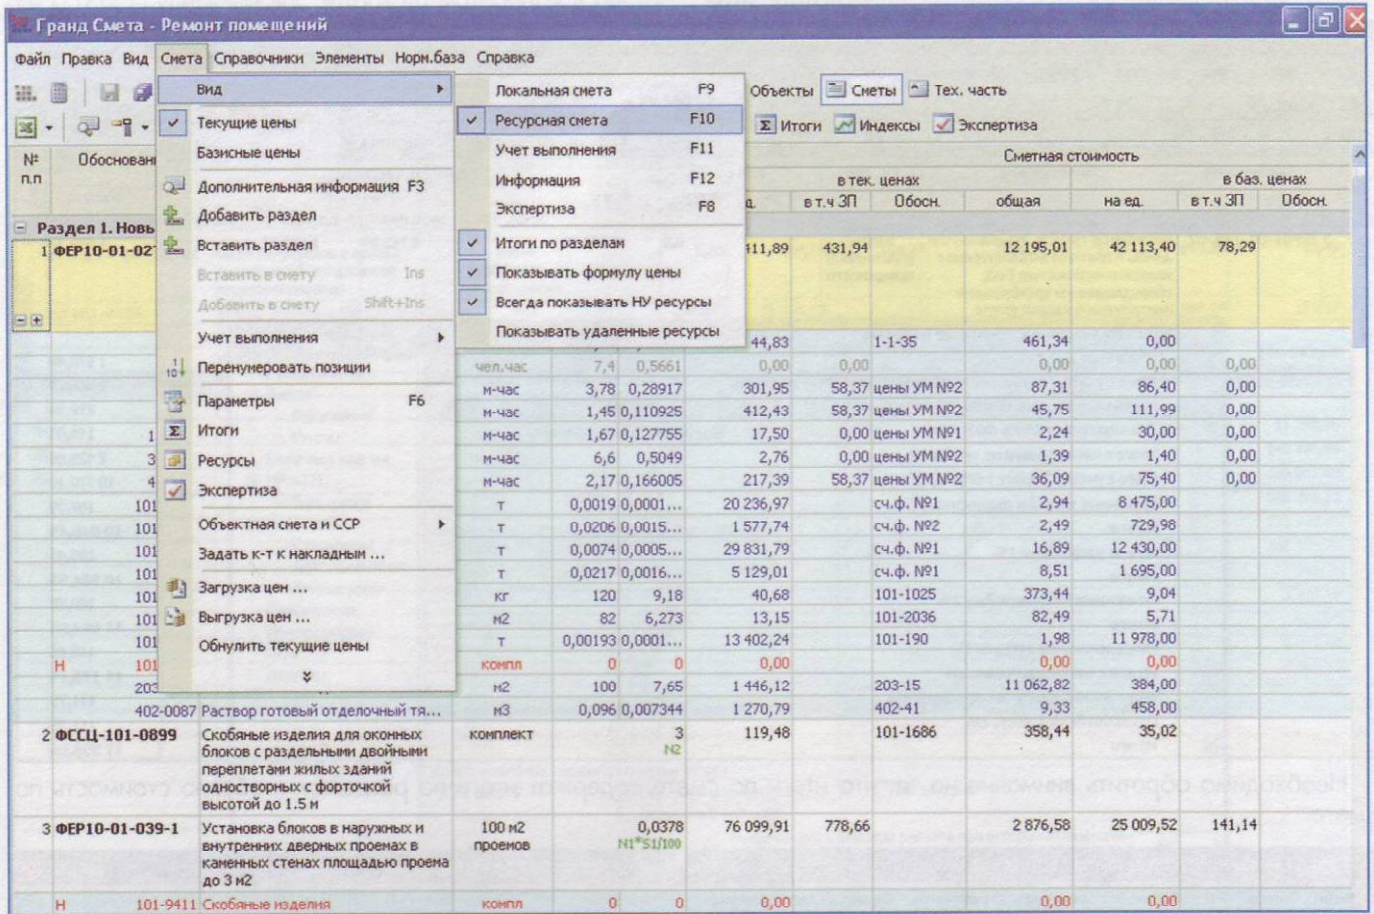 Гранд Смета - Ремонт помещений
Файл Правка Вид Смета Справочники Элементы Норм.база Справка
Объекты Сметы Тех. часть
Итоги Индексы Экспертиза
Вид
Текущие цены
Базисные цены
Дополнительная информация F3
Добавить раздел
Вставить раздел
Вставить в смету Ins
Добавить в смету Shift+Ins
Учет выполнения
Перенумеровать позиции
Параметры F6
Итоги
Ресурсы
Экспертиза
Объектная смета и ССР
Задать к-т к накладным ...
Загрузка цен ...
Выгрузка цен ...
Обнулить текущие цены
Локальная смета F9
Ресурсная смета F10
Учет выполнения F11
Информация F12
Экспертиза F8
Итоги по разделам
Показывать формулу цены
Всегда показывать НУ ресурсы
Показывать удаленные ресурсы
№ п.п
Сметная стоимость
в тек. ценах в баз. ценах
д. в т.ч ЗП Обосн. общая на ед. в т.ч ЗП Обосн.
Раздел 1. Новы
1 ФЕР10-01-027 411,89 431,94 12 195,01 42 113,40 78,29
44,83 1-1-35 461,34 0,00
чел.час 7,4 0,5661 0,00 0,00 0,00 0,00 0,00
м-час 3,78 0,28917 301,95 58,37 цены УМ №2 87,31 86,40 0,00
м-час 1,45 0,110925 412,43 58,37 цены УМ №2 45,75 111,99 0,00
1 м-час 1,67 0,127755 17,50 0,00 цены УМ №1 2,24 30,00 0,00
3 м-час 6,6 0,5049 2,76 0,00 цены УМ №2 1,39 1,40 0,00
4 м-час 2,17 0,166005 217,39 58,37 цены УМ №2 36,09 75,40 0,00
101 т 0,0019 0,0001... 20 236,97 сч.ф. №1 2,94 8 475,00
101 т 0,0206 0,0015... 1 577,74 сч.ф. №2 2,49 729,98
101 т 0,0074 0,0005... 29 831,79 сч.ф. №1 16,89 12 430,00
101 т 0,0217 0,0016... 5 129,01 сч.ф. №1 8,51 1 695,00
101 кг 120 9,18 40,68 101-1025 373,44 9,04
101 м2 82 6,273 13,15 101-2036 82,49 5,71
101 т 0,00193 0,0001... 13 402,24 101-190 1,98 11 978,00
Н 101 компл 0 0 0,00 0,00 0,00
203 м2 100 7,65 1 446,12 203-15 11 062,82 384,00
402-0087 Раствор готовый отделочный тя... м3 0,096 0,007344 1 270,79 402-41 9,33 458,00
2 ФССЦ-101-0899 Скобяные изделия для оконных комплект 3 119,48 101-1686 358,44 35,02
блоков с раздельными двойными N2
переплетами жилых зданий
одностворных с форточкой
высотой до 1.5 м
3 ФЕР10-01-039-1 Установка блоков в наружных и 100 м2 0,0378 76 099,91 778,66 2 876,58 25 009,52 141,14
внутренних дверных проемах в проемов N1*S1/100
каменных стенах площадью проема
до 3 м2
Н 101-9411 Скобяные изделия компл 0 0 0,00 0,00 0,00